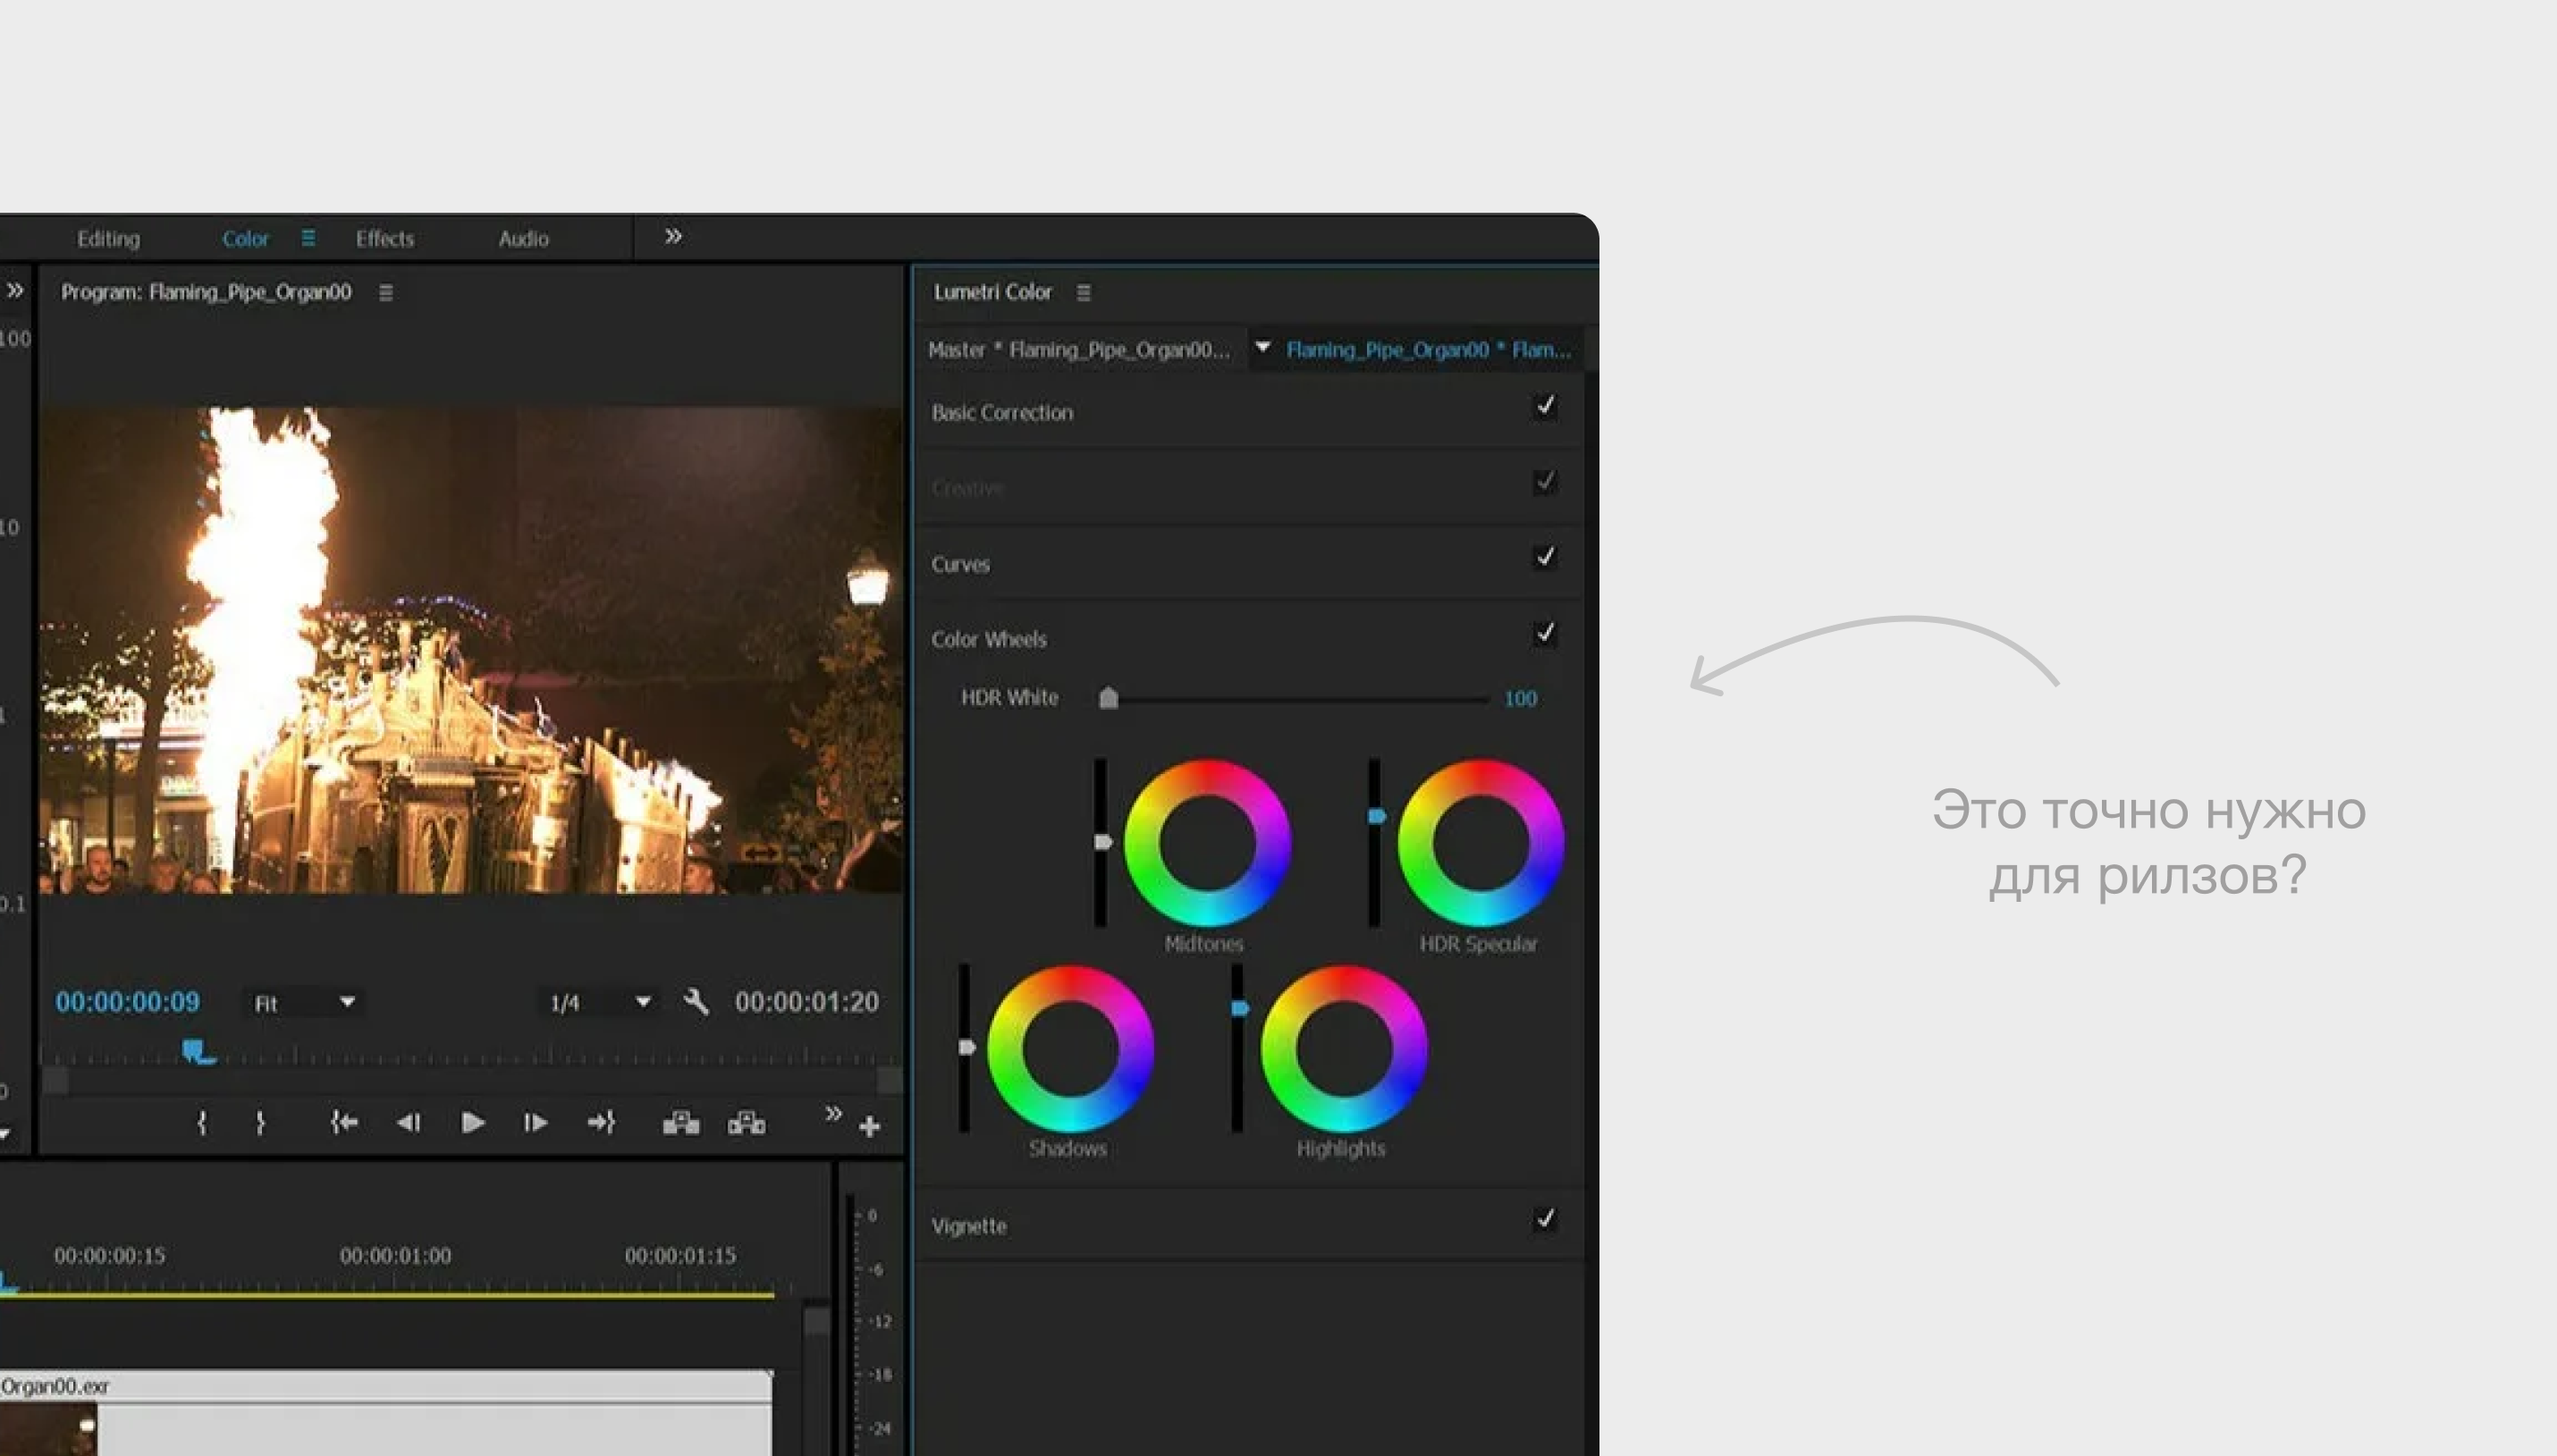 Editing
Color
Effects
Audio
Program: Flaming_Pipe_Organ00
100
10
0.1
00:00:00:09
Fit
1/4
00:00:01:20
00:00:00:15
00:00:01:00
00:00:01:15
Organ00.exr
0
-6
-12
-18
-24
Lumetri Color
Master * Flaming_Pipe_Organ00...
Flaming_Pipe_Organ00 * Flam...
Basic Correction
Creative
Curves
Color Wheels
HDR White
100
Midtones
HDR Specular
Shadows
Highlights
Vignette
Это точно нужно
для рилзов?